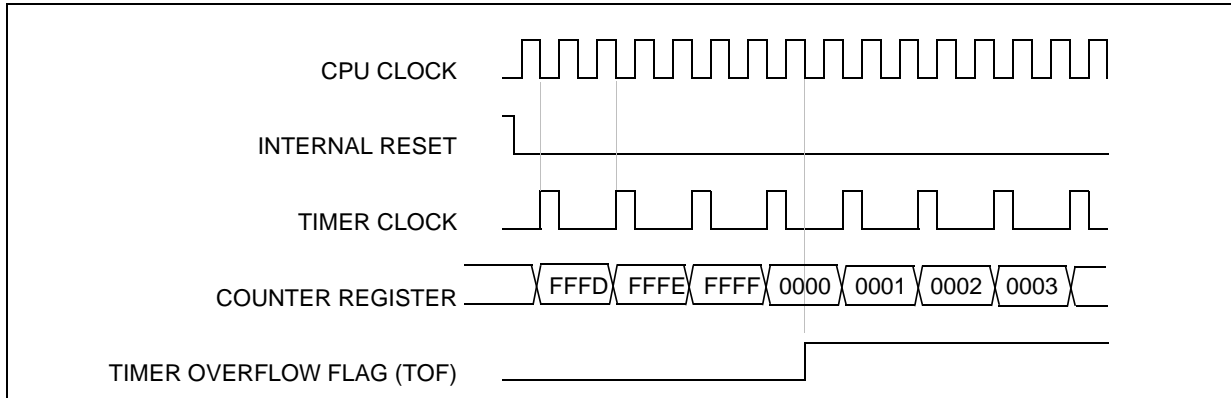 CPU CLOCK
INTERNAL RESET
TIMER CLOCK
COUNTER REGISTER
FFFD FFFE FFFF 0000 0001 0002 0003
TIMER OVERFLOW FLAG (TOF)